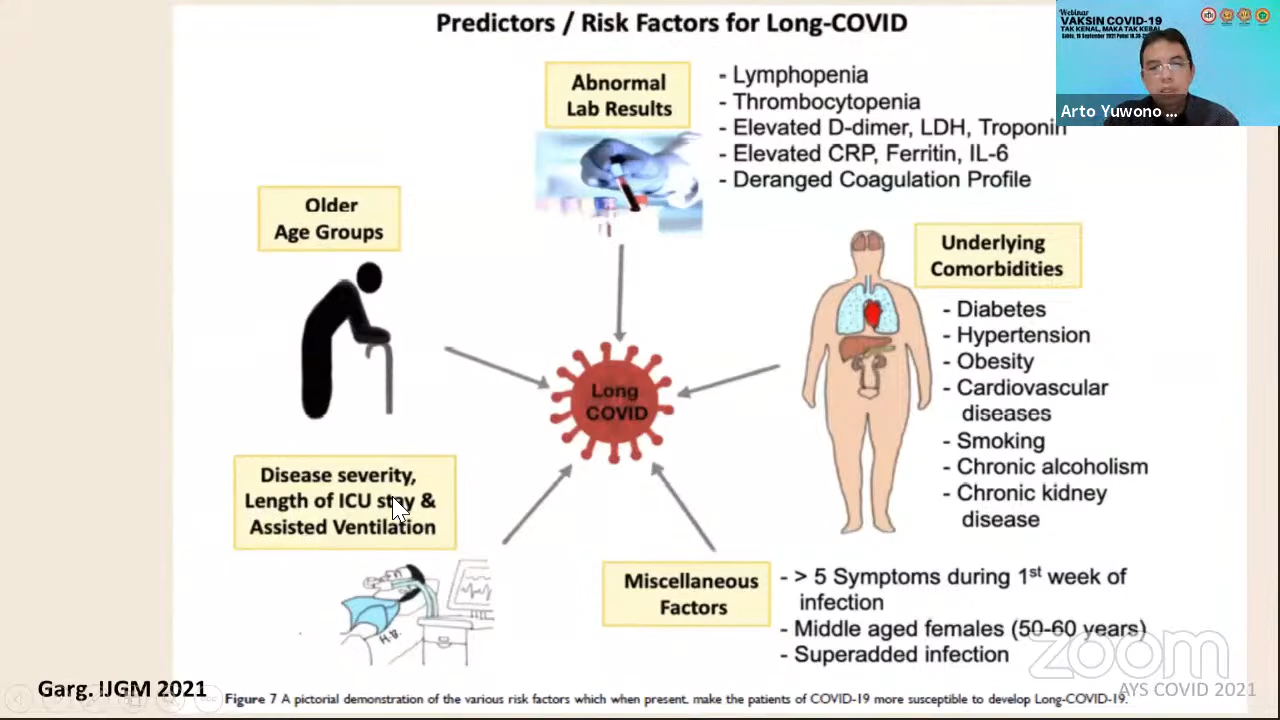 Predictors / Risk Factors for Long-COVID
Abnormal
Lab Results
- Lymphopenia
- Thrombocytopenia
- Elevated D-dimer, LDH, Troponin
- Elevated CRP, Ferritin, IL-6
- Deranged Coagulation Profile
Webinar
VAKSIN COVID-19
TAK KENAL, MAKA TAK KEBAL
Arto Yuwono ...
Older
Age Groups
Underlying
Comorbidities
- Diabetes
- Hypertension
- Obesity
- Cardiovascular
diseases
- Smoking
- Chronic alcoholism
- Chronic kidney
disease
Long
COVID
Disease severity,
Length of ICU stay &
Assisted Ventilation
H.B.
Miscellaneous
Factors
- > 5 Symptoms during 1st week of
infection
- Middle aged females (50-60 years)
- Superadded infection
zoom
AYS COVID 2021
Garg. IJGM 2021
Figure 7 A pictorial demonstration of the various risk factors which when present, make the patients of COVID-19 more susceptible to develop Long-COVID-19.